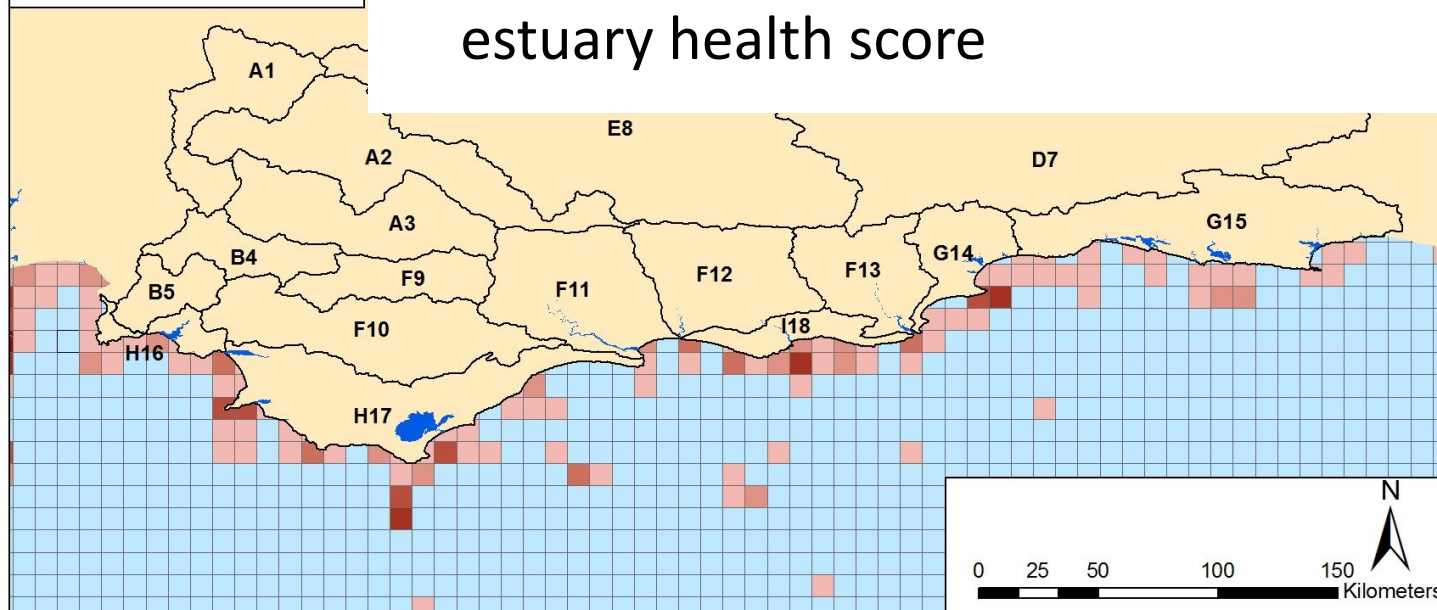 estuary health score
A1
E8
A2
D7
A3
G15
B4
G14
F9
F13
F12
B5
F11
I18
F10
H16
H17
N
0 25 50 100 150
Kilometers